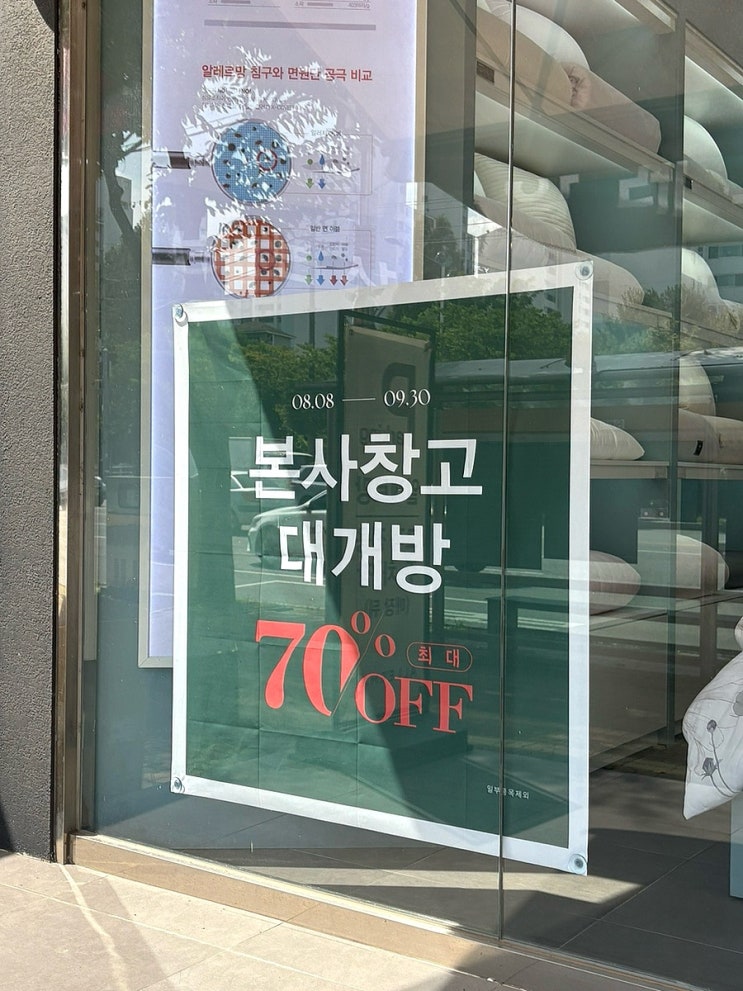 알레르망 침구와 면원단 공극 비교
08.08 — 09.30
본사창고
대개방
70%
최대
OFF
일부품목제외